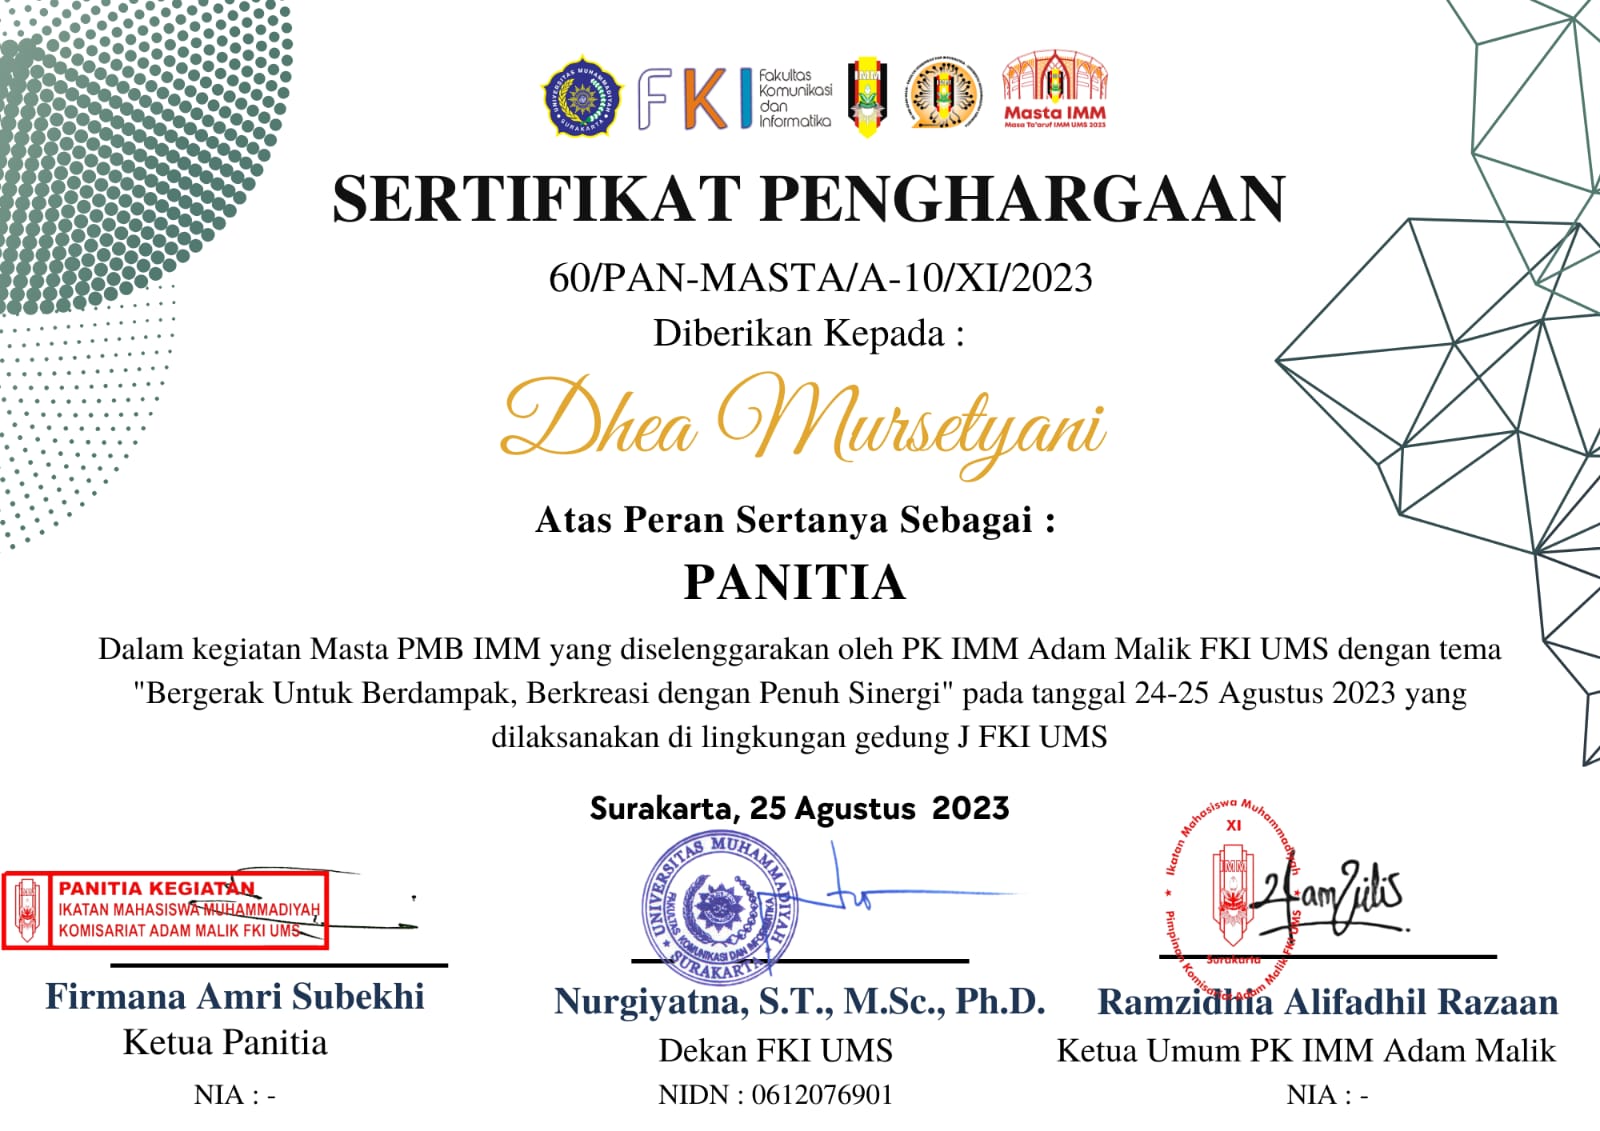 UNIVERSITAS MUHAMMADIYAH SURAKARTA
FKI
Fakultas
Komunikasi
dan
Informatika
IMM
Masta IMM
Masa Ta'aruf IMM UMS 2023
SERTIFIKAT PENGHARGAAN
60/PAN-MASTA/A-10/XI/2023
Diberikan Kepada :
Dhea Mursetyani
Atas Peran Sertanya Sebagai :
PANITIA
Dalam kegiatan Masta PMB IMM yang diselenggarakan oleh PK IMM Adam Malik FKI UMS dengan tema
"Bergerak Untuk Berdampak, Berkreasi dengan Penuh Sinergi" pada tanggal 24-25 Agustus 2023 yang
dilaksanakan di lingkungan gedung J FKI UMS
Surakarta, 25 Agustus 2023
PANITIA KEGIATAN
IKATAN MAHASISWA MUHAMMADIYAH
KOMISARIAT ADAM MALIK FKI UMS
UNIVERSITAS MUHAMMADIYAH
FAKULTAS KOMUNIKASI DAN INFORMATIKA
SURAKARTA
Ikatan Mahasiswa Muhammadiyah
XI
IMM
Surakarta
Pimpinan Komisariat Adam Malik FKI UMS
Firmana Amri Subekhi
Ketua Panitia
NIA : -
Nurgiyatna, S.T., M.Sc., Ph.D.
Dekan FKI UMS
NIDN : 0612076901
Ramzidhia Alifadhil Razaan
Ketua Umum PK IMM Adam Malik
NIA : -